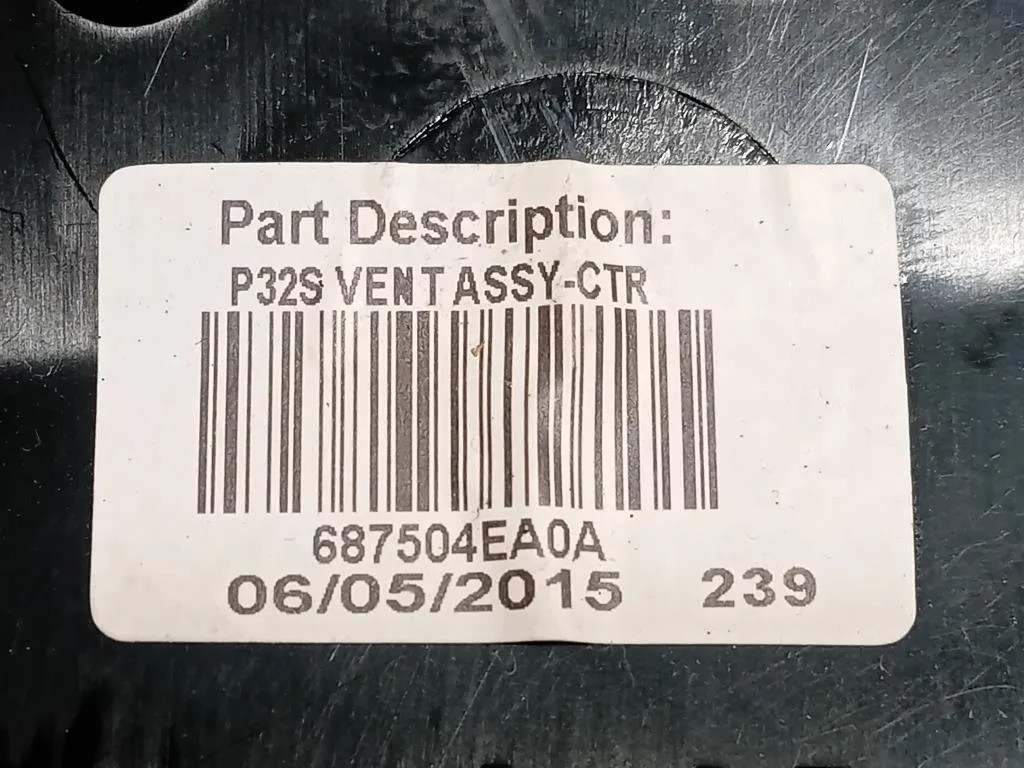 Part Description:
P32S VENT ASSY-CTR
687504EA0A
06/05/2015 239